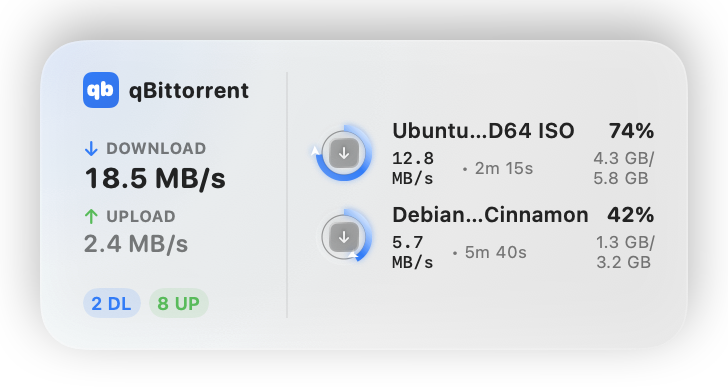 qb qBittorrent
↓ DOWNLOAD
18.5 MB/s
↑ UPLOAD
2.4 MB/s
2 DL 8 UP
Ubuntu...D64 ISO 74%
12.8 MB/s • 2m 15s 4.3 GB/ 5.8 GB
Debian...Cinnamon 42%
5.7 MB/s • 5m 40s 1.3 GB/ 3.2 GB